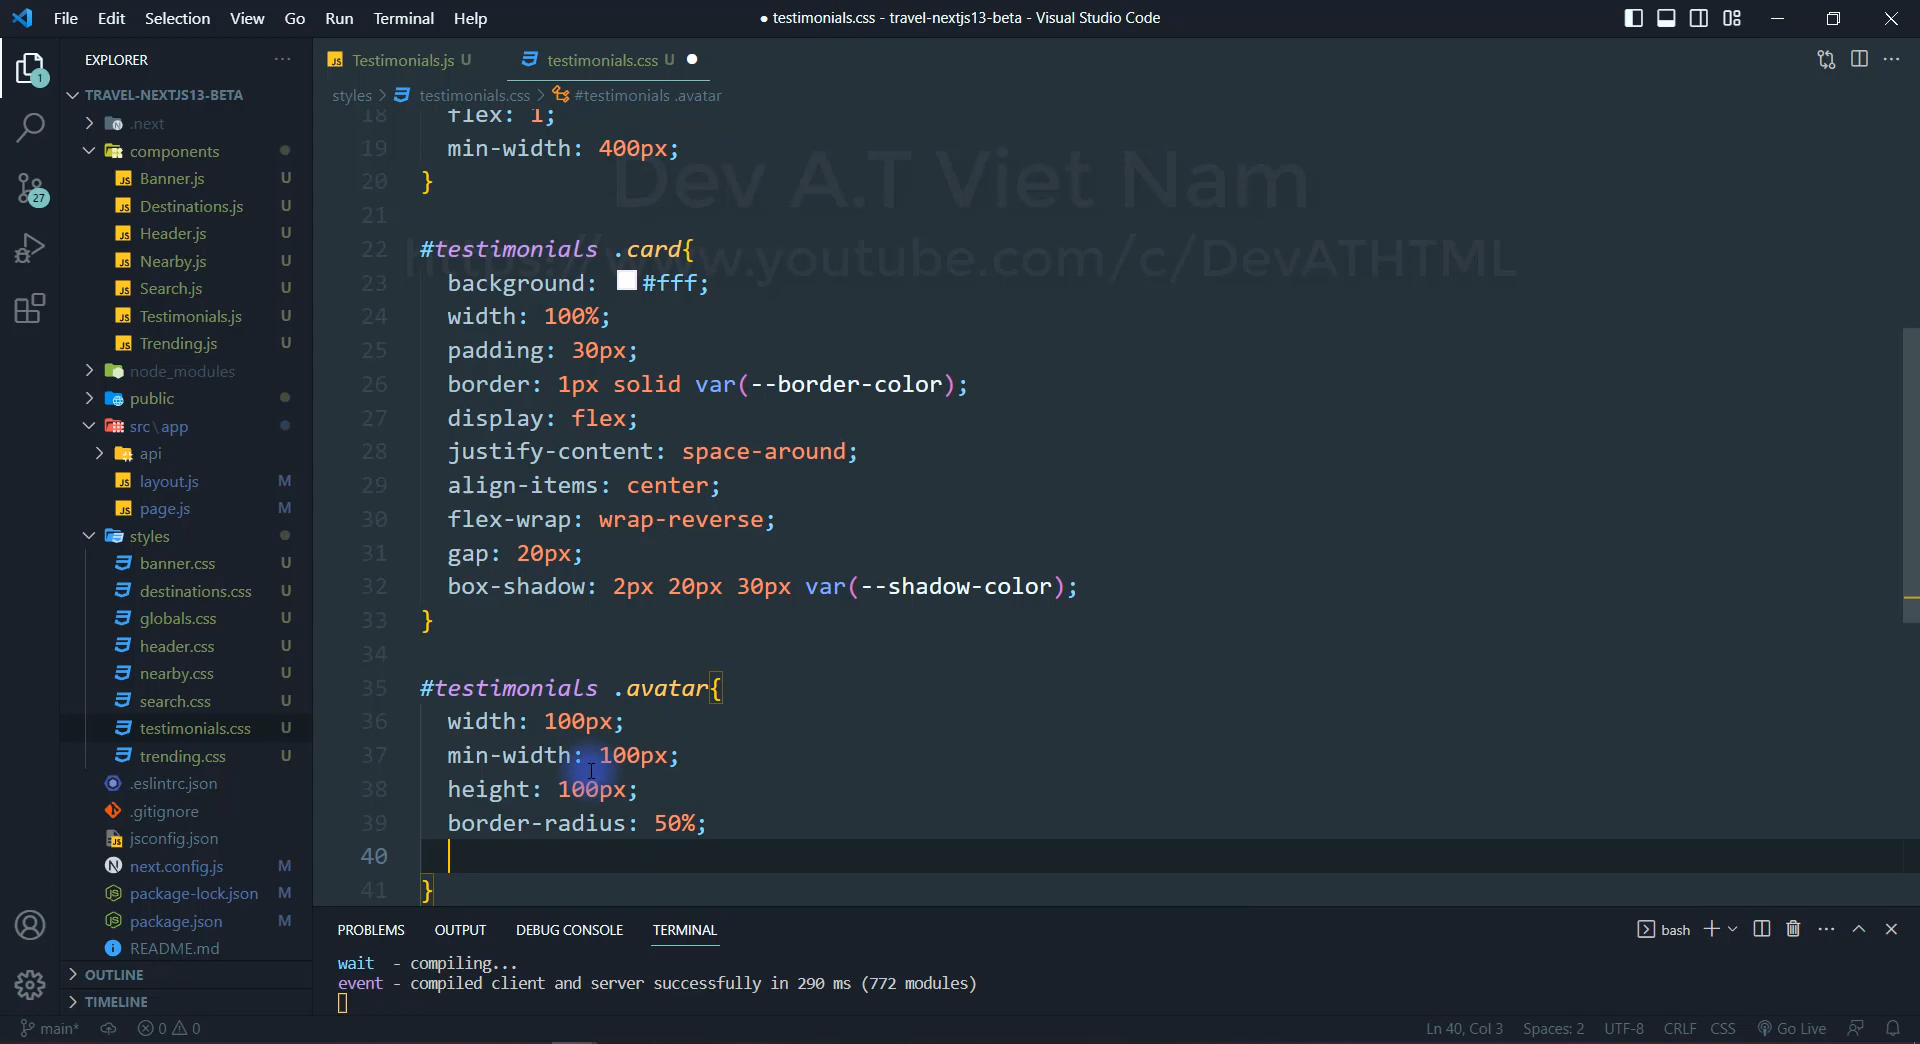 File Edit Selection View Go Run Terminal Help
● testimonials.css - travel-nextjs13-beta - Visual Studio Code
EXPLORER
TRAVEL-NEXTJS13-BETA
.next
components
Banner.js U
Destinations.js U
Header.js U
Nearby.js U
Search.js U
Testimonials.js U
Trending.js U
node_modules
public
src\app
api
layout.js M
page.js M
styles
banner.css U
destinations.css U
globals.css U
header.css U
nearby.css U
search.css U
testimonials.css U
trending.css U
.eslintrc.json
.gitignore
jsconfig.json
next.config.js M
package-lock.json M
package.json M
README.md
OUTLINE
TIMELINE
1
27
Testimonials.js U
testimonials.css U ●
styles > testimonials.css > #testimonials .avatar
Dev A.T Viet Nam
https://www.youtube.com/c/DevATHTML
18 flex: 1;
19 min-width: 400px;
20 }
21
22 #testimonials .card{
23 background: #fff;
24 width: 100%;
25 padding: 30px;
26 border: 1px solid var(--border-color);
27 display: flex;
28 justify-content: space-around;
29 align-items: center;
30 flex-wrap: wrap-reverse;
31 gap: 20px;
32 box-shadow: 2px 20px 30px var(--shadow-color);
33 }
34
35 #testimonials .avatar{
36 width: 100px;
37 min-width: 100px;
38 height: 100px;
39 border-radius: 50%;
40
41 }
PROBLEMS OUTPUT DEBUG CONSOLE TERMINAL
bash
wait - compiling...
event - compiled client and server successfully in 290 ms (772 modules)
main* 0 0
Ln 40, Col 3 Spaces: 2 UTF-8 CRLF CSS Go Live